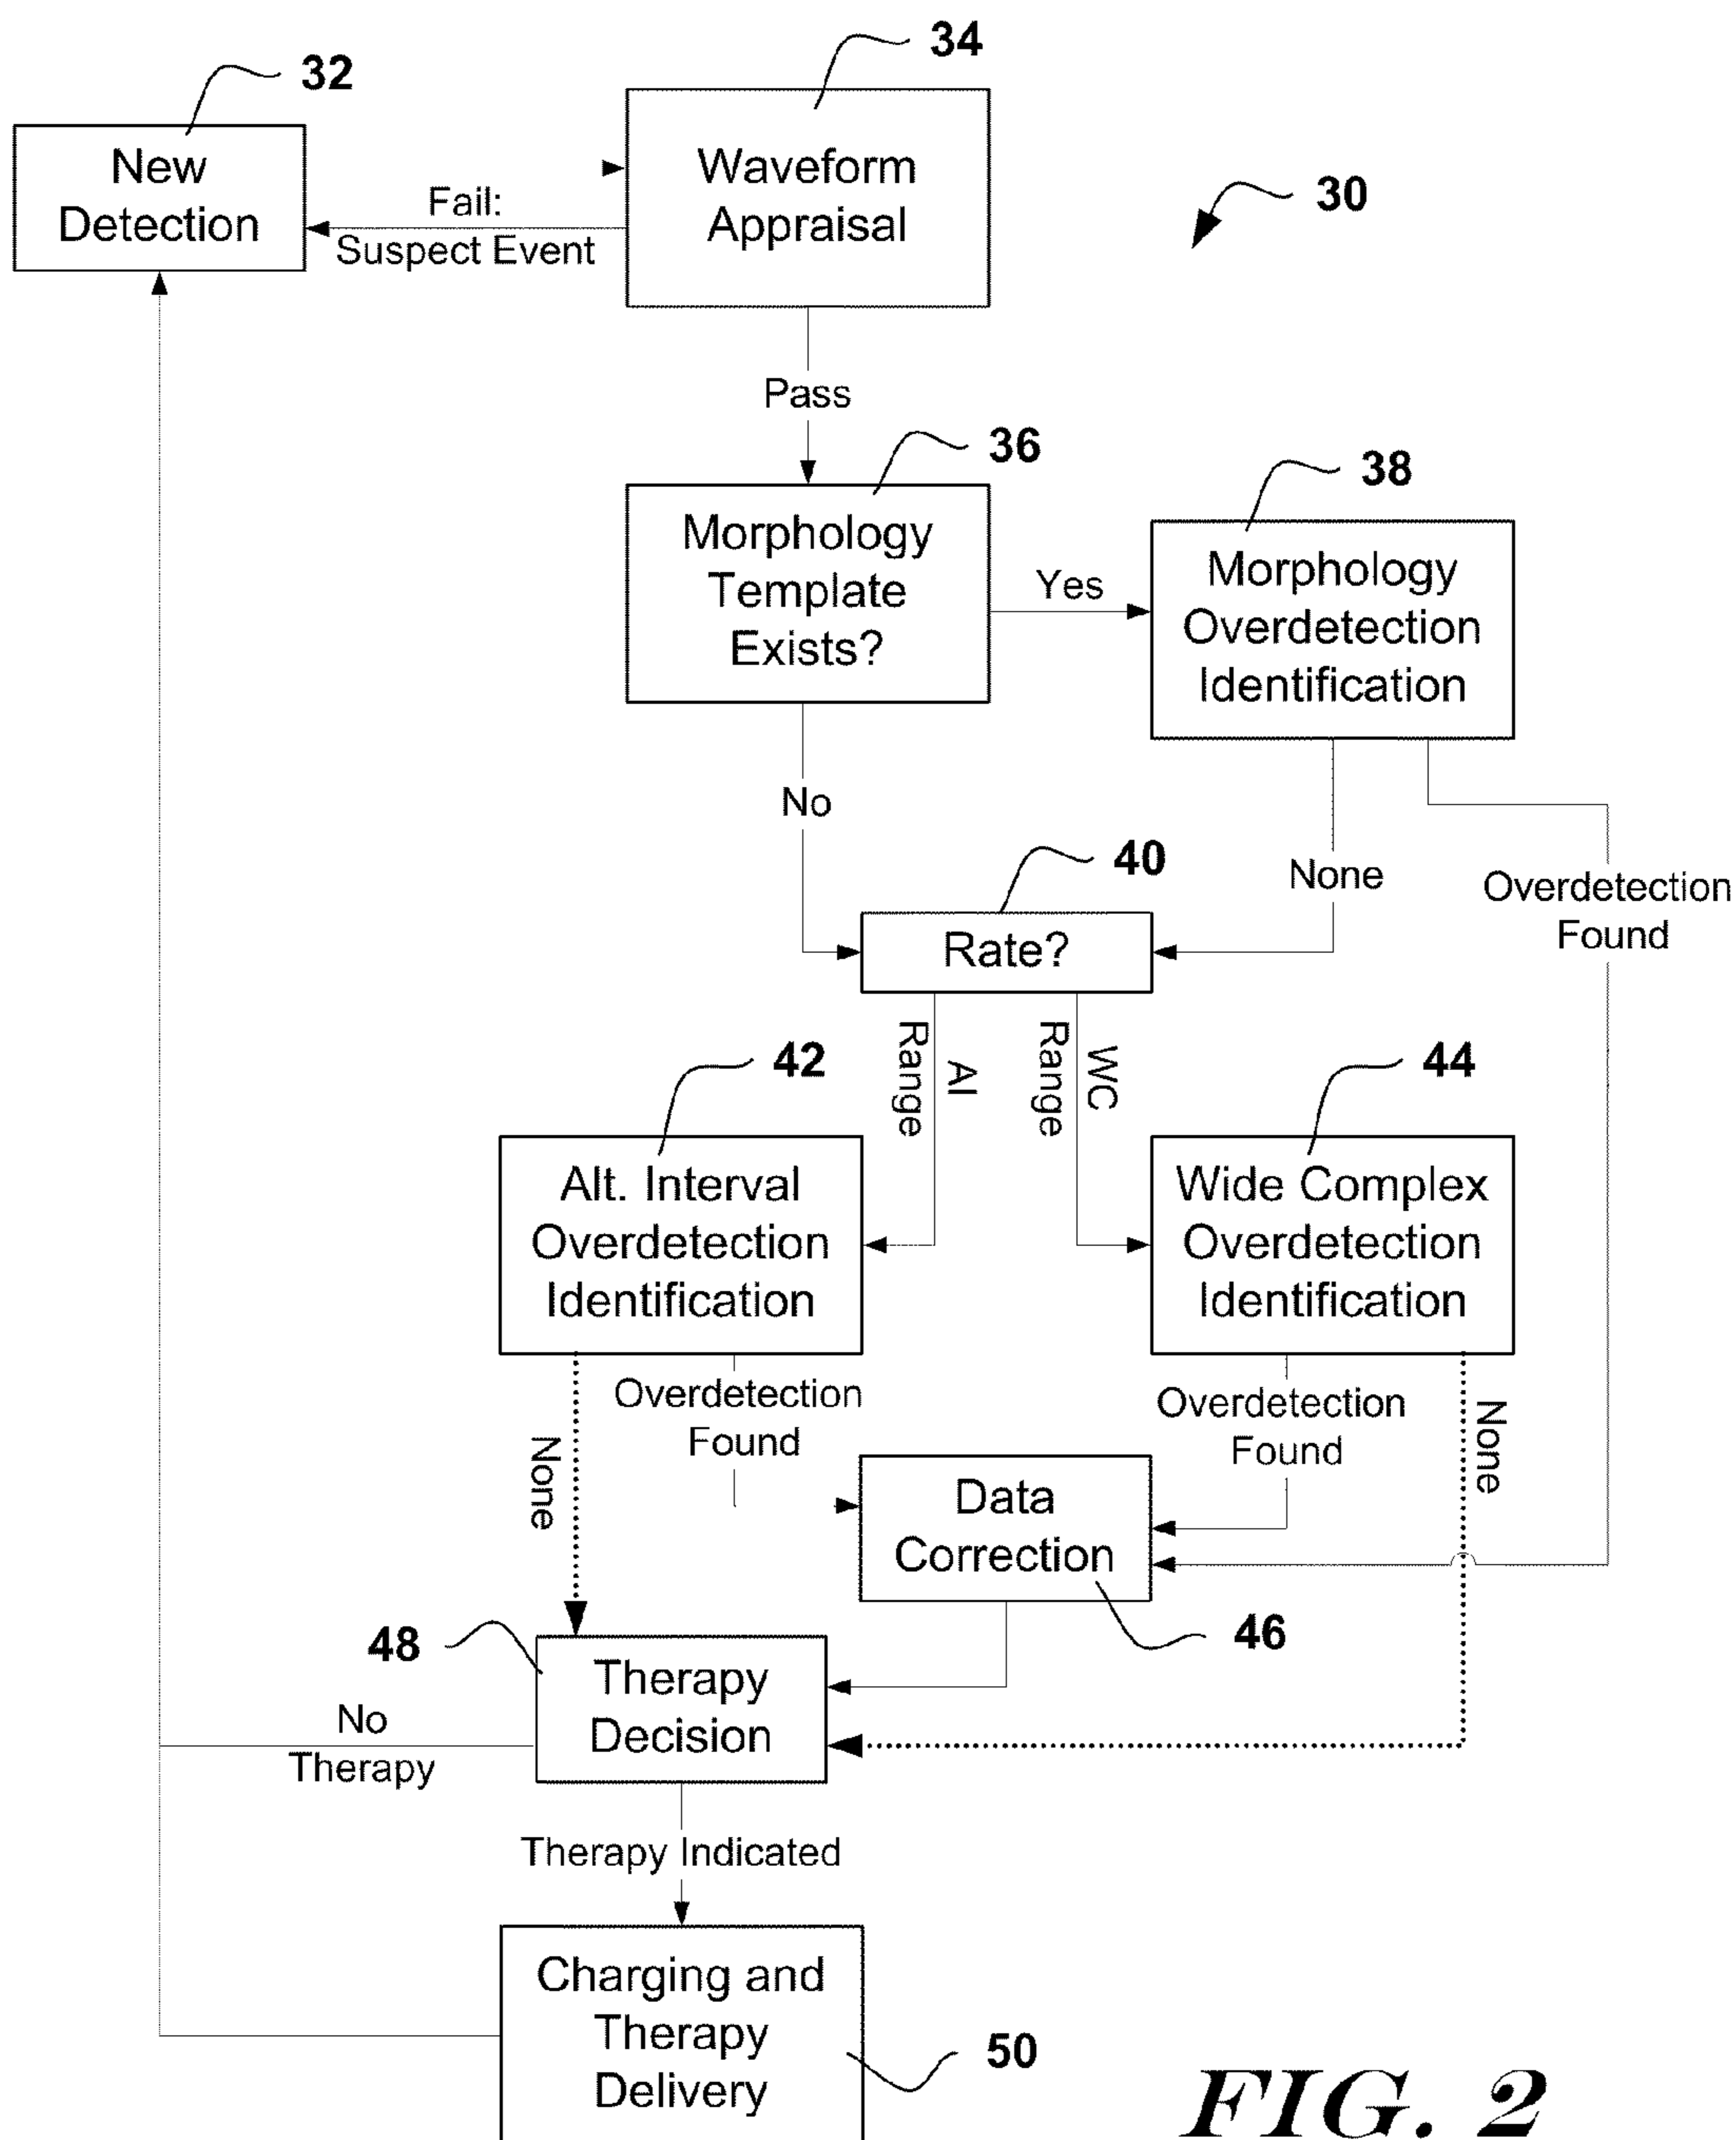 34
32
New
Detection
Waveform
Appraisal
Fail:
Suspect Event
30
Pass
36
38
Morphology
Template
Exists?
Yes
Morphology
Overdetection
Identification
No
None
Overdetection
Found
40
Rate?
AI
Range
WC
Range
42
44
Alt. Interval
Overdetection
Identification
Wide Complex
Overdetection
Identification
None
Overdetection
Found
Overdetection
Found
None
Data
Correction
46
48
Therapy
Decision
No
Therapy
Therapy Indicated
Charging and
Therapy
Delivery
50
FIG. 2